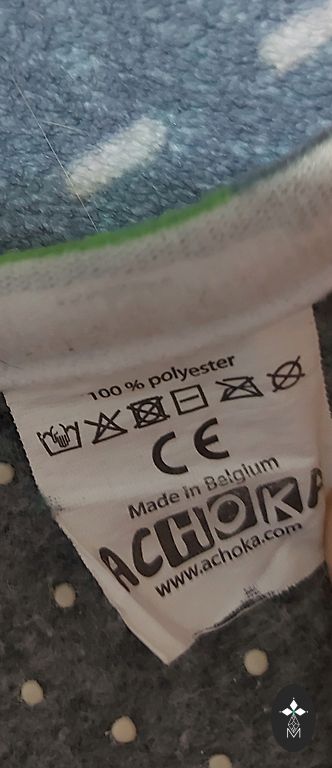 100 % polyester
CE
Made in Belgium
ACHOKA
www.achoka.com
M